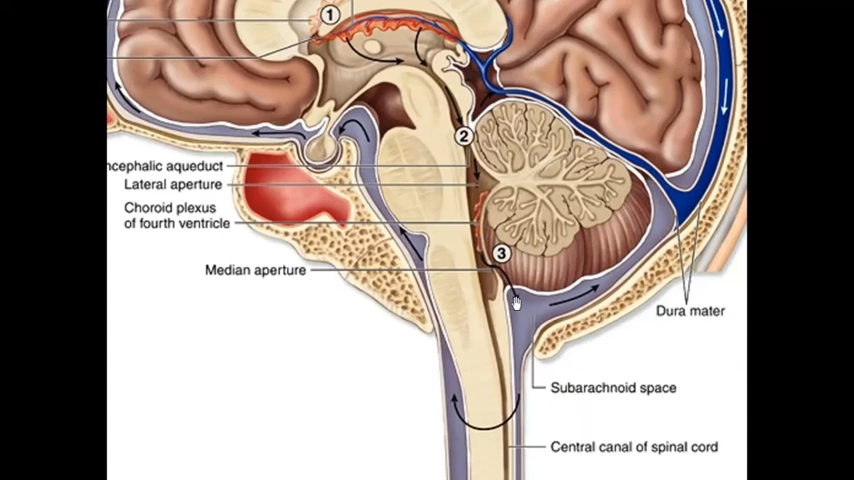 1
2
ncephalic aqueduct
Lateral aperture
Choroid plexus
of fourth ventricle
3
Median aperture
Dura mater
Subarachnoid space
Central canal of spinal cord